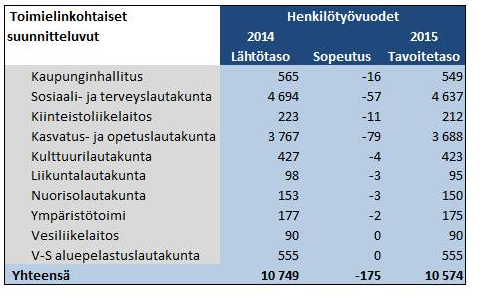 Toimielinkohtaiset Henkilötyövuodet
suunnitteluvut 2014 2015
Lähtötaso Sopeutus Tavoitetaso
Kaupunginhallitus 565 -16 549
Sosiaali- ja terveyslautakunta 4 694 -57 4 637
Kiinteistoliikelaitos 223 -11 212
Kasvatus- ja opetuslautakunta 3 767 -79 3 688
Kulttuurilautakunta 427 -4 423
Liikuntalautakunta 98 -3 95
Nuorisolautakunta 153 -3 150
Ympäristötoimi 177 -2 175
Vesiliikelaitos 90 0 90
V-S aluepelastuslautakunta 555 0 555
Yhteensä 10 749 -175 10 574